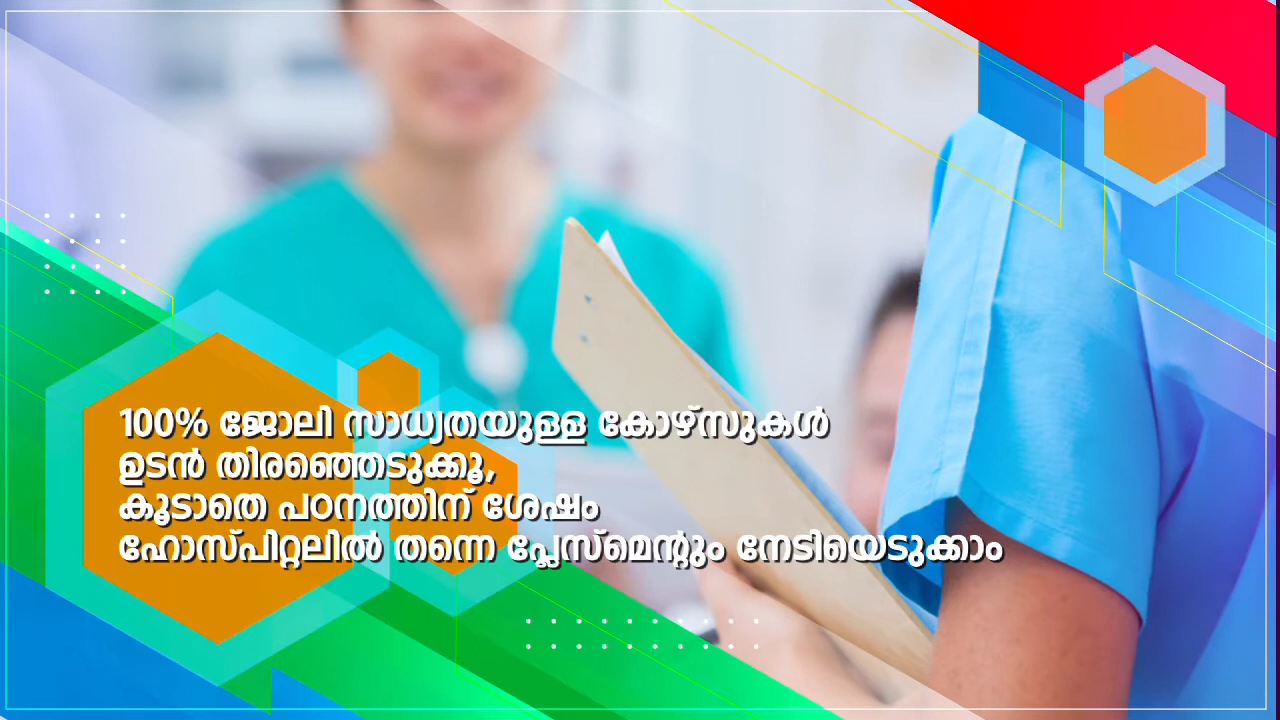 100% ജോലി സാധ്യതയുള്ള കോഴ്സുകൾ
ഉടൻ തിരഞ്ഞെടുക്കൂ,
കൂടാതെ പഠനത്തിന് ശേഷം
ഹോസ്പിറ്റലിൽ തന്നെ പ്ലേസ്മെന്റും നേടിയെടുക്കാം